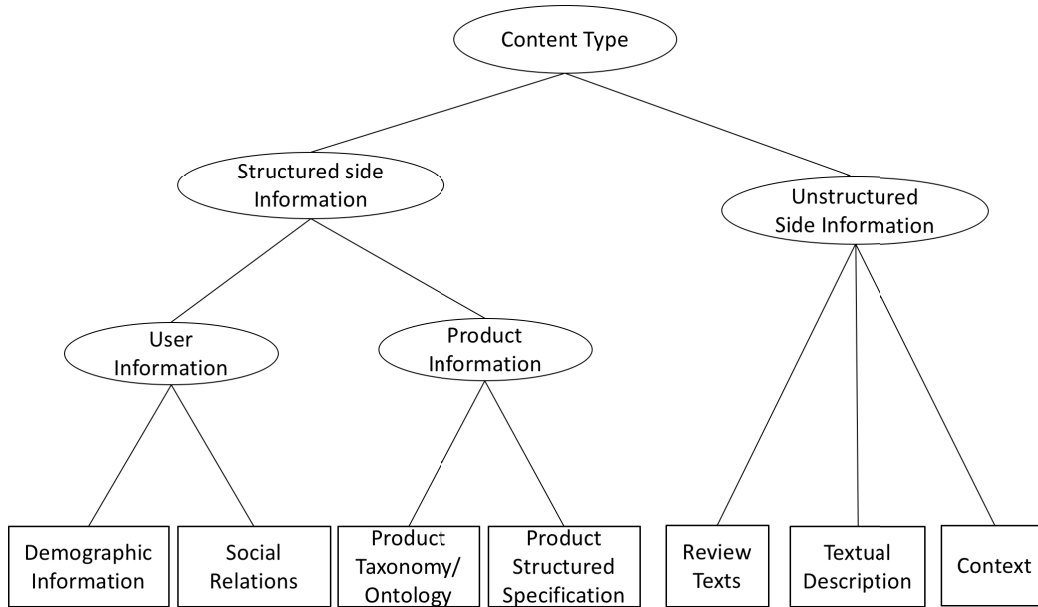 Content Type
Structured side
Information
Unstructured
Side Information
User
Information
Product
Information
Demographic
Information
Social
Relations
Product
Taxonomy/
Ontology
Product
Structured
Specification
Review
Texts
Textual
Description
Context